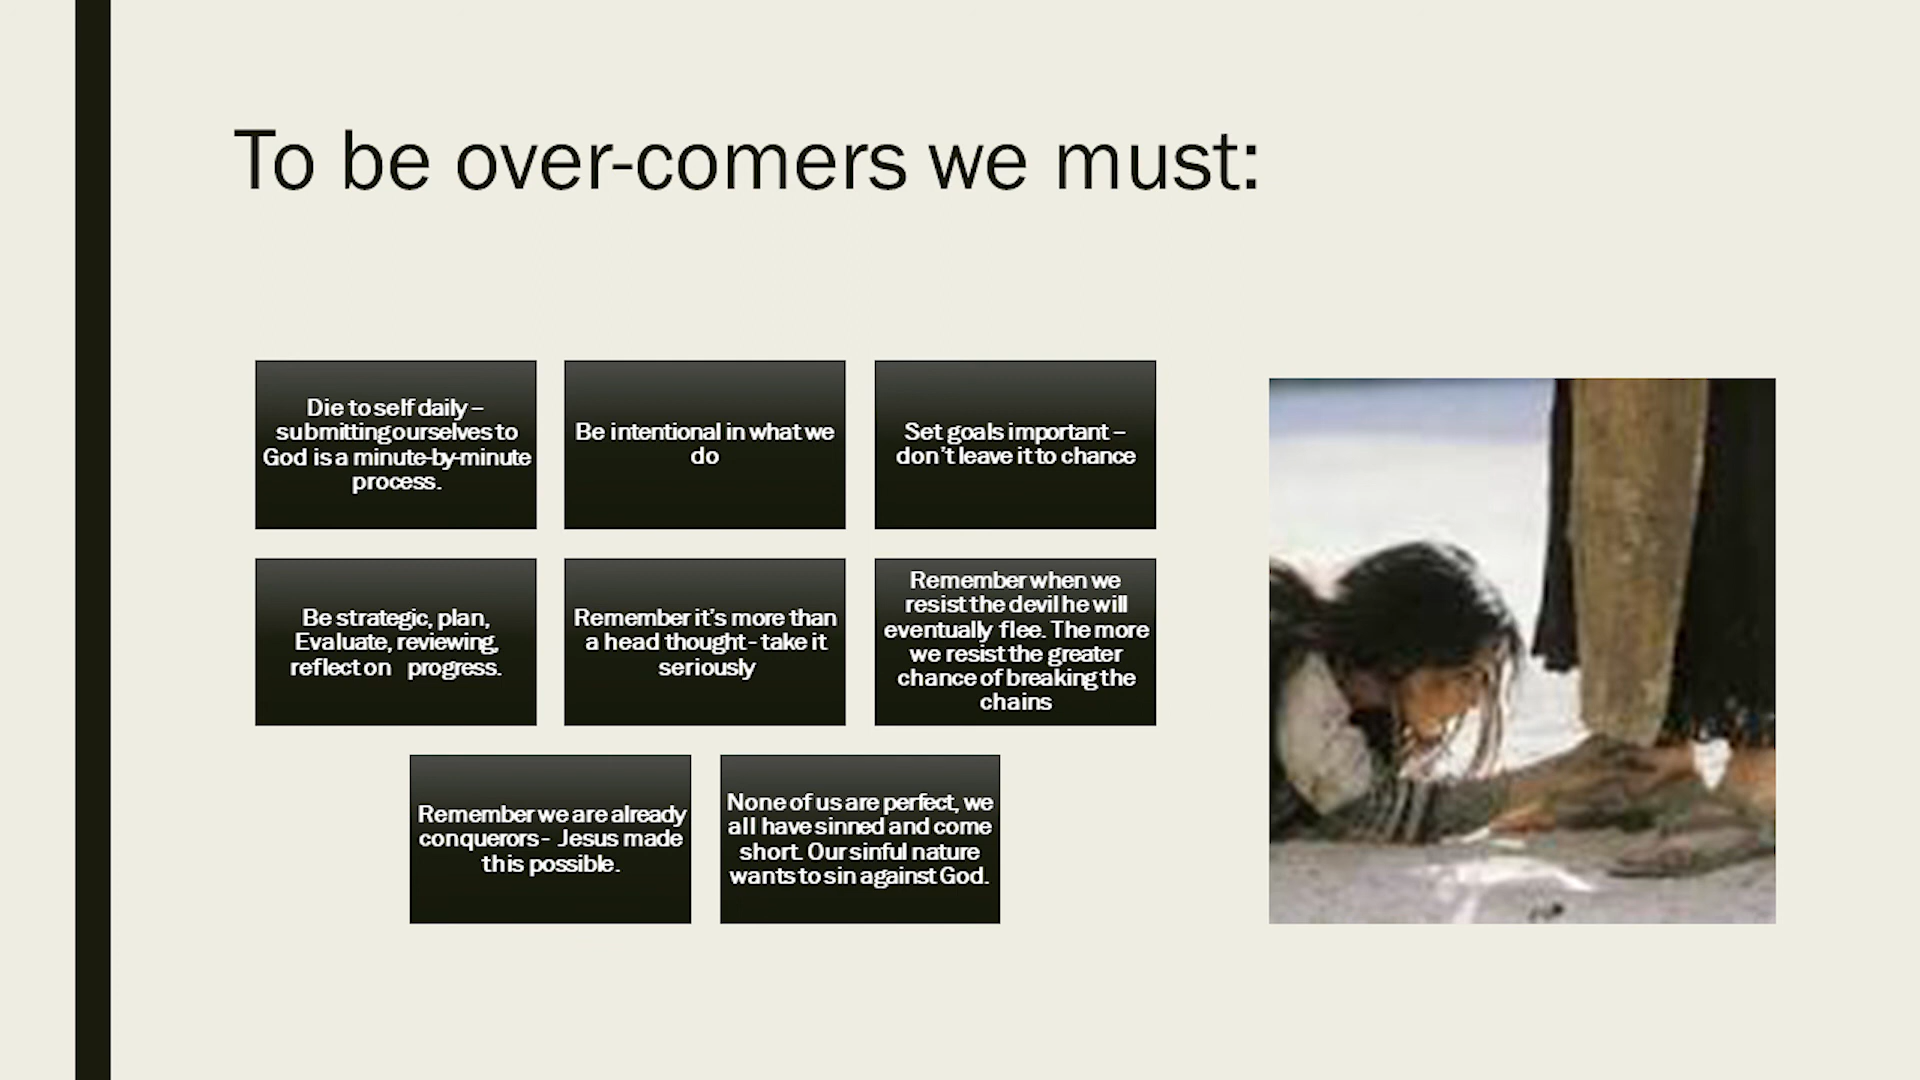 To be over-comers we must:
Die to self daily –
submitting ourselves to
God is a minute-by-minute
process.
Be intentional in what we
do
Set goals important –
don't leave it to chance
Be strategic, plan,
Evaluate, reviewing,
reflect on progress.
Remember it's more than
a head thought - take it
seriously
Remember when we
resist the devil he will
eventually flee. The more
we resist the greater
chance of breaking the
chains
Remember we are already
conquerors - Jesus made
this possible.
None of us are perfect, we
all have sinned and come
short. Our sinful nature
wants to sin against God.